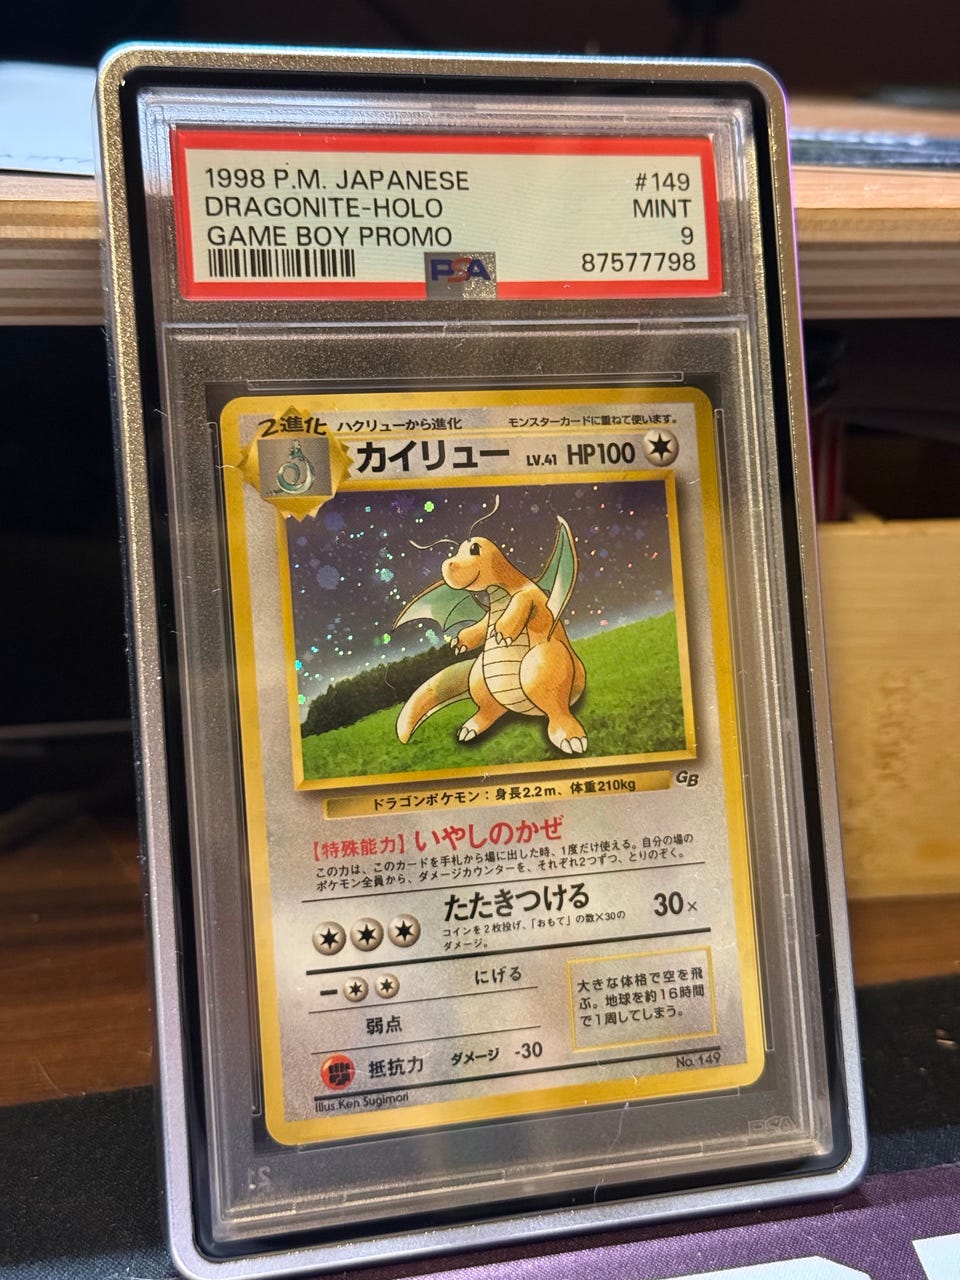 1998 P.M. JAPANESE #149
DRAGONITE-HOLO MINT
GAME BOY PROMO 9
PSA 87577798
2進化 ハクリューから進化 モンスターカードに重ねて使います。
カイリュー LV.41 HP100
GB
ドラゴンポケモン：身長2.2m、体重210kg
【特殊能力】いやしのかぜ
この力は、このカードを手札から場に出した時、1度だけ使える。自分の場の
ポケモン全員から、ダメージカウンターを、それぞれ2つずつ、とりのぞく。
たたきつける 30×
コインを2枚投げ、「おもて」の数×30の
ダメージ。
にげる
弱点
抵抗力 ダメージ -30
大きな体格で空を飛
ぶ。地球を約16時間
で1周してしまう。
No. 149
Illus. Ken Sugimori
PSA